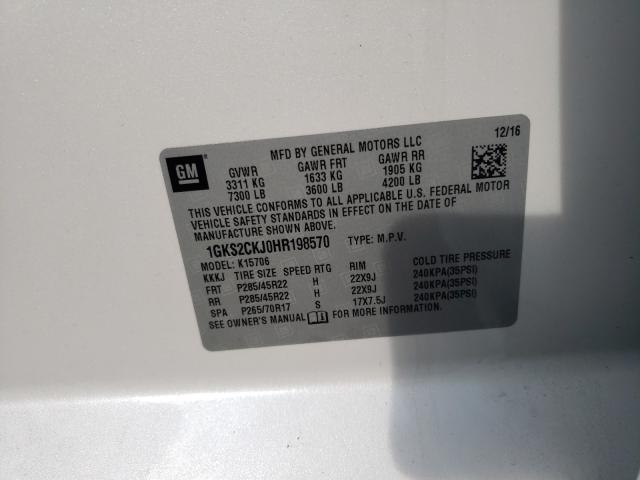 GM
12/16
MFD BY GENERAL MOTORS LLC
GVWR GAWR FRT GAWR RR
3311 KG 1633 KG 1905 KG
7300 LB 3600 LB 4200 LB
THIS VEHICLE CONFORMS TO ALL APPLICABLE U.S. FEDERAL MOTOR
VEHICLE SAFETY STANDARDS IN EFFECT ON THE DATE OF
MANUFACTURE SHOWN ABOVE.
1GKS2CKJ0HR198570 TYPE: M.P.V.
MODEL: K15706
KKKJ TIRE SIZE SPEED RTG RIM COLD TIRE PRESSURE
FRT P285/45R22 H 22X9J 240KPA(35PSI)
RR P285/45R22 H 22X9J 240KPA(35PSI)
SPA P265/70R17 S 17X7.5J 240KPA(35PSI)
SEE OWNER'S MANUAL FOR MORE INFORMATION.